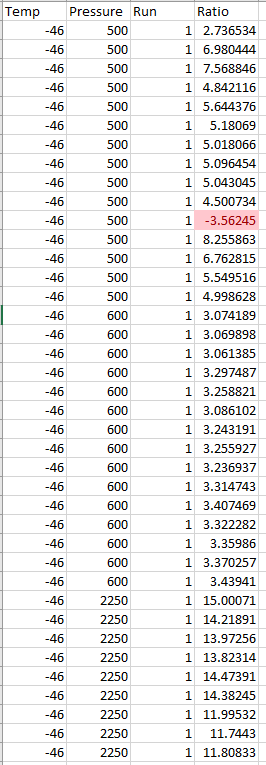 Temp Pressure Run Ratio
-46 500 1 2.736534
-46 500 1 6.980444
-46 500 1 7.568846
-46 500 1 4.842116
-46 500 1 5.644376
-46 500 1 5.18069
-46 500 1 5.018066
-46 500 1 5.096454
-46 500 1 5.043045
-46 500 1 4.500734
-46 500 1 -3.56245
-46 500 1 8.255863
-46 500 1 6.762815
-46 500 1 5.549516
-46 500 1 4.998628
-46 600 1 3.074189
-46 600 1 3.069898
-46 600 1 3.061385
-46 600 1 3.297487
-46 600 1 3.258821
-46 600 1 3.086102
-46 600 1 3.243191
-46 600 1 3.255927
-46 600 1 3.236937
-46 600 1 3.314743
-46 600 1 3.407469
-46 600 1 3.322282
-46 600 1 3.35986
-46 600 1 3.370257
-46 600 1 3.43941
-46 2250 1 15.00071
-46 2250 1 14.21891
-46 2250 1 13.97256
-46 2250 1 13.82314
-46 2250 1 14.47391
-46 2250 1 14.38245
-46 2250 1 11.99532
-46 2250 1 11.7443
-46 2250 1 11.80833